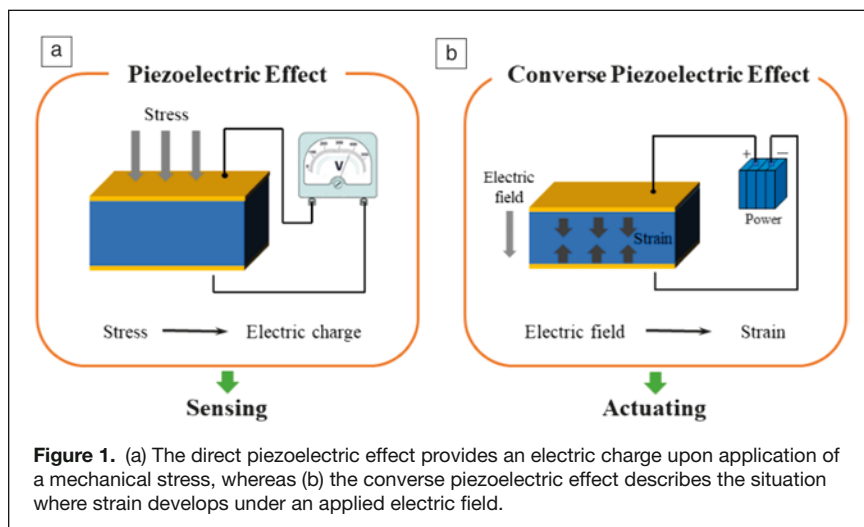 a
Piezoelectric Effect
Stress
V
Stress
Electric charge
Sensing
b
Converse Piezoelectric Effect
Electric
field
Strain
+ −
Power
Electric field
Strain
Actuating
Figure 1. (a) The direct piezoelectric effect provides an electric charge upon application of
a mechanical stress, whereas (b) the converse piezoelectric effect describes the situation
where strain develops under an applied electric field.